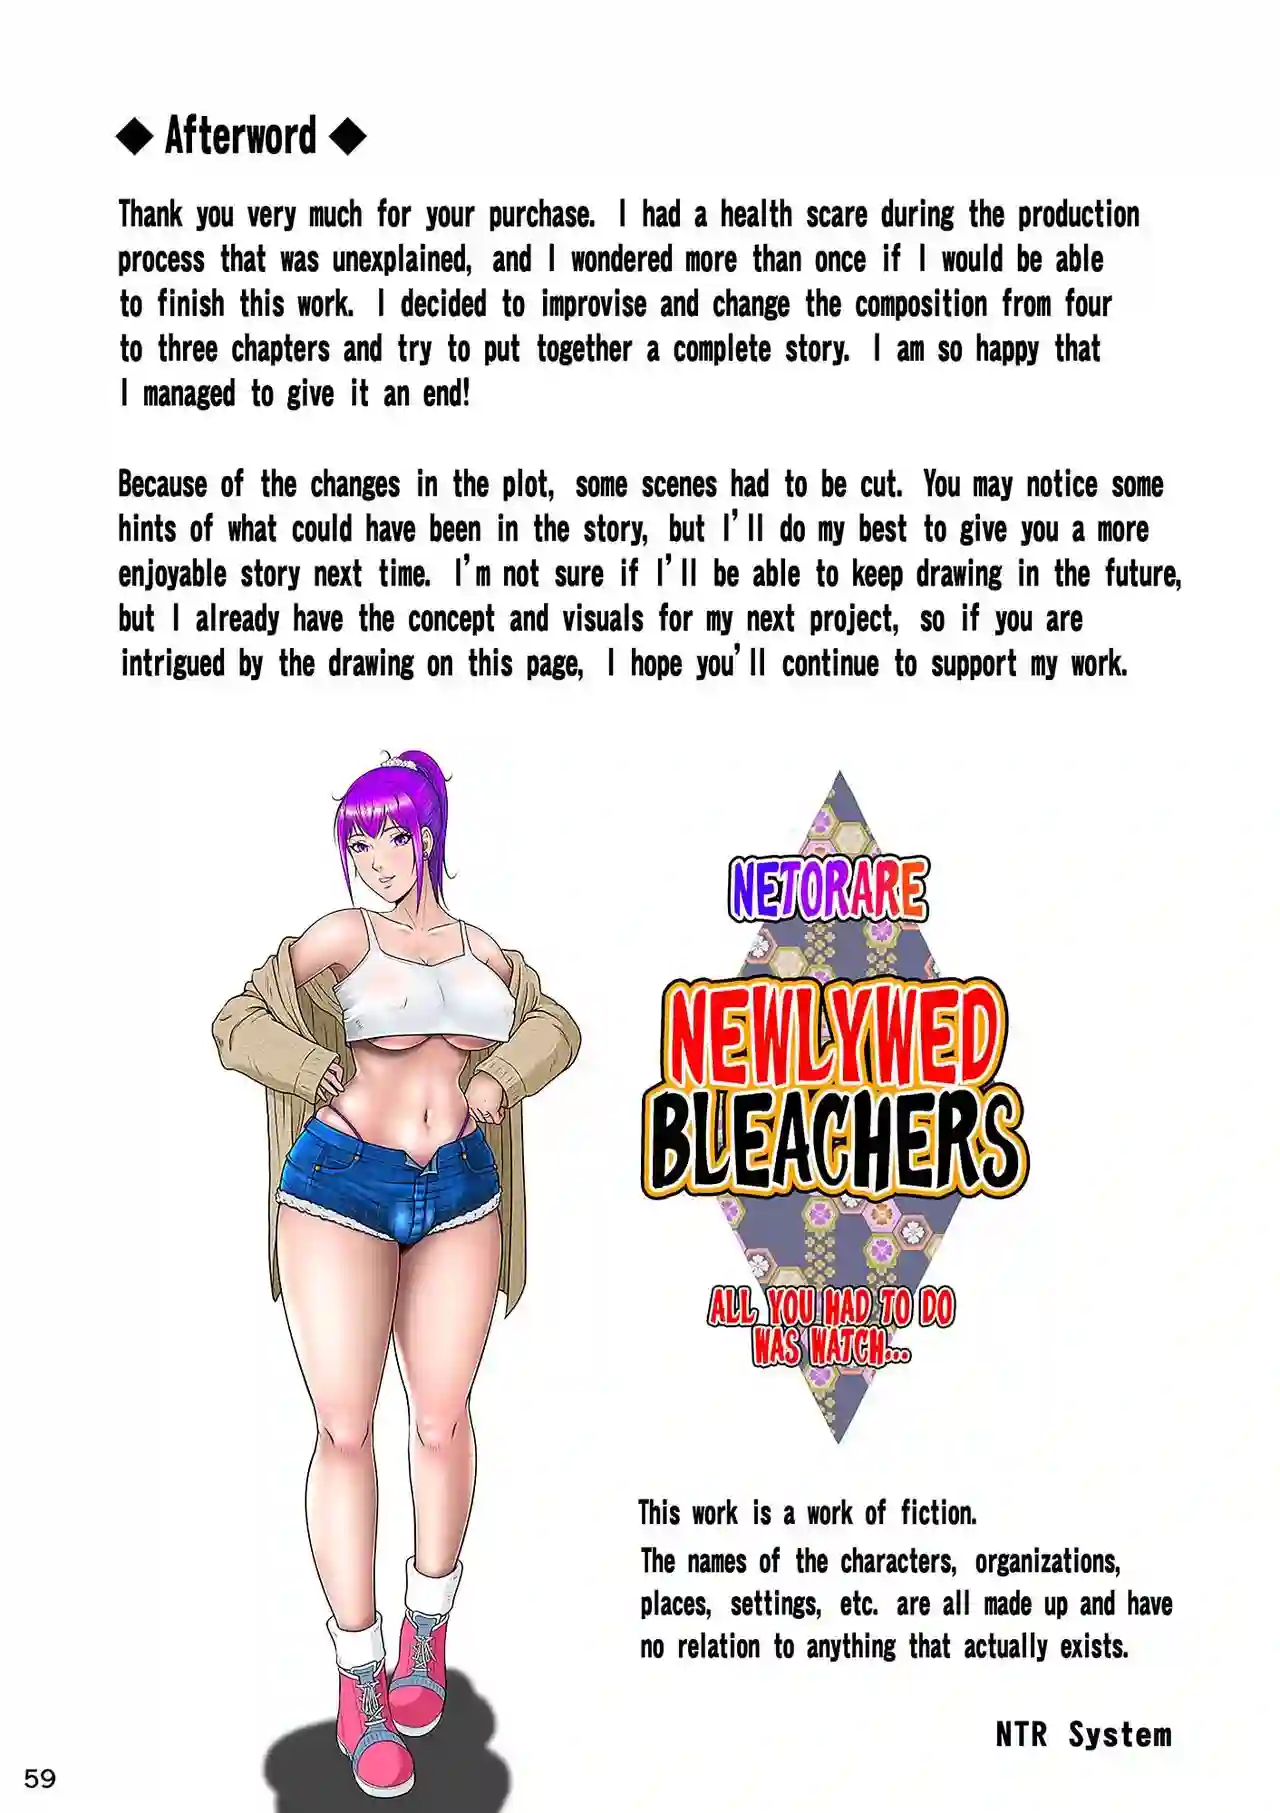 ◆ Afterword ◆
Thank you very much for your purchase. I had a health scare during the production
process that was unexplained, and I wondered more than once if I would be able
to finish this work. I decided to improvise and change the composition from four
to three chapters and try to put together a complete story. I am so happy that
I managed to give it an end!
Because of the changes in the plot, some scenes had to be cut. You may notice some
hints of what could have been in the story, but I'll do my best to give you a more
enjoyable story next time. I'm not sure if I'll be able to keep drawing in the future,
but I already have the concept and visuals for my next project, so if you are
intrigued by the drawing on this page, I hope you'll continue to support my work.
NETORARE
NEWLYWED
BLEACHERS
ALL YOU HAD TO DO
WAS WATCH...
This work is a work of fiction.
The names of the characters, organizations,
places, settings, etc. are all made up and have
no relation to anything that actually exists.
NTR System
59